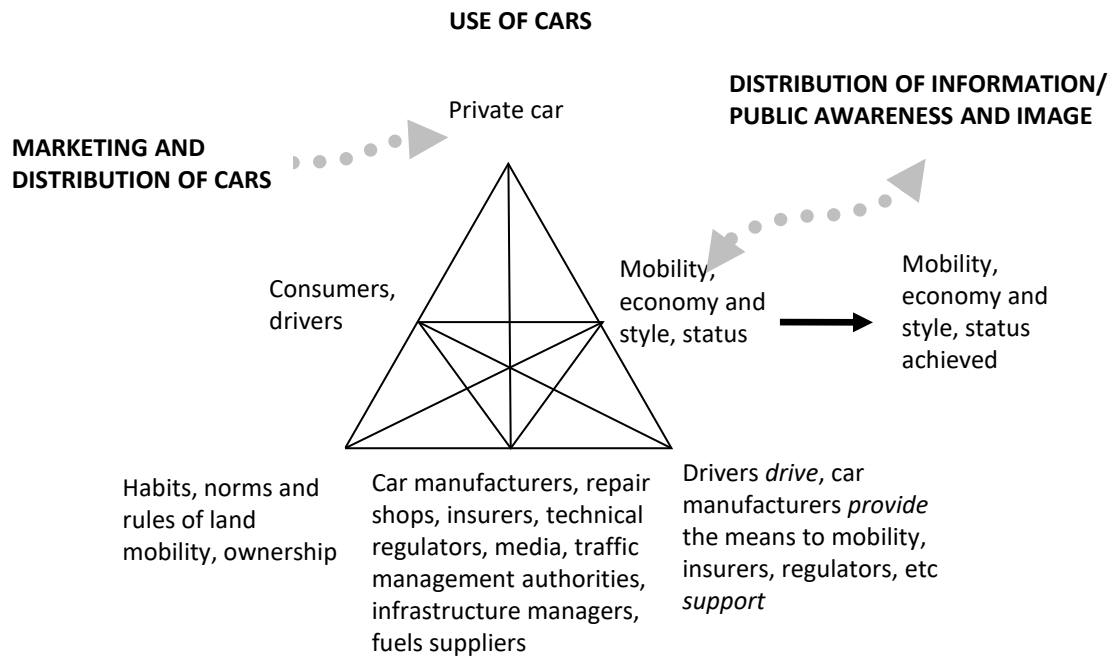 USE OF CARS
DISTRIBUTION OF INFORMATION/
PUBLIC AWARENESS AND IMAGE
Private car
MARKETING AND
DISTRIBUTION OF CARS
Consumers,
drivers
Mobility,
economy and
style, status
Mobility,
economy and
style, status
achieved
Habits, norms and
rules of land
mobility, ownership
Car manufacturers, repair
shops, insurers, technical
regulators, media, traffic
management authorities,
infrastructure managers,
fuels suppliers
Drivers drive, car
manufacturers provide
the means to mobility,
insurers, regulators, etc
support